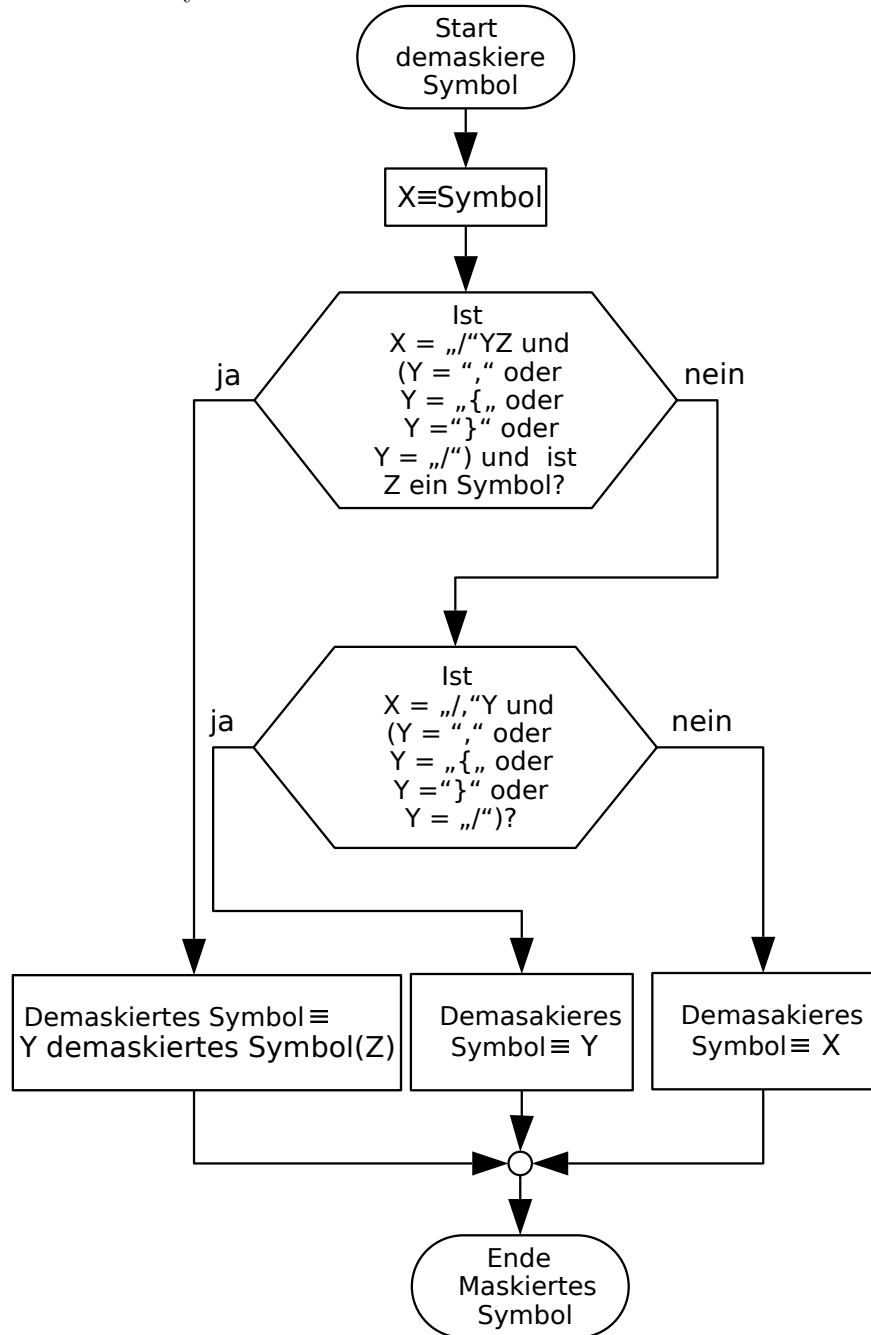 Start
demaskiere
Symbol
X≡Symbol
Ist
X = „/“YZ und
(Y = “,“ oder
Y = „{„ oder
Y =“}“ oder
Y = „/“) und ist
Z ein Symbol?
ja
nein
Ist
X = „/,“Y und
(Y = “,“ oder
Y = „{„ oder
Y =“}“ oder
Y = „/“)?
ja
nein
Demaskiertes Symbol≡
Y demaskiertes Symbol(Z)
Demasakieres
Symbol≡ Y
Demasakieres
Symbol≡ X
Ende
Maskiertes
Symbol